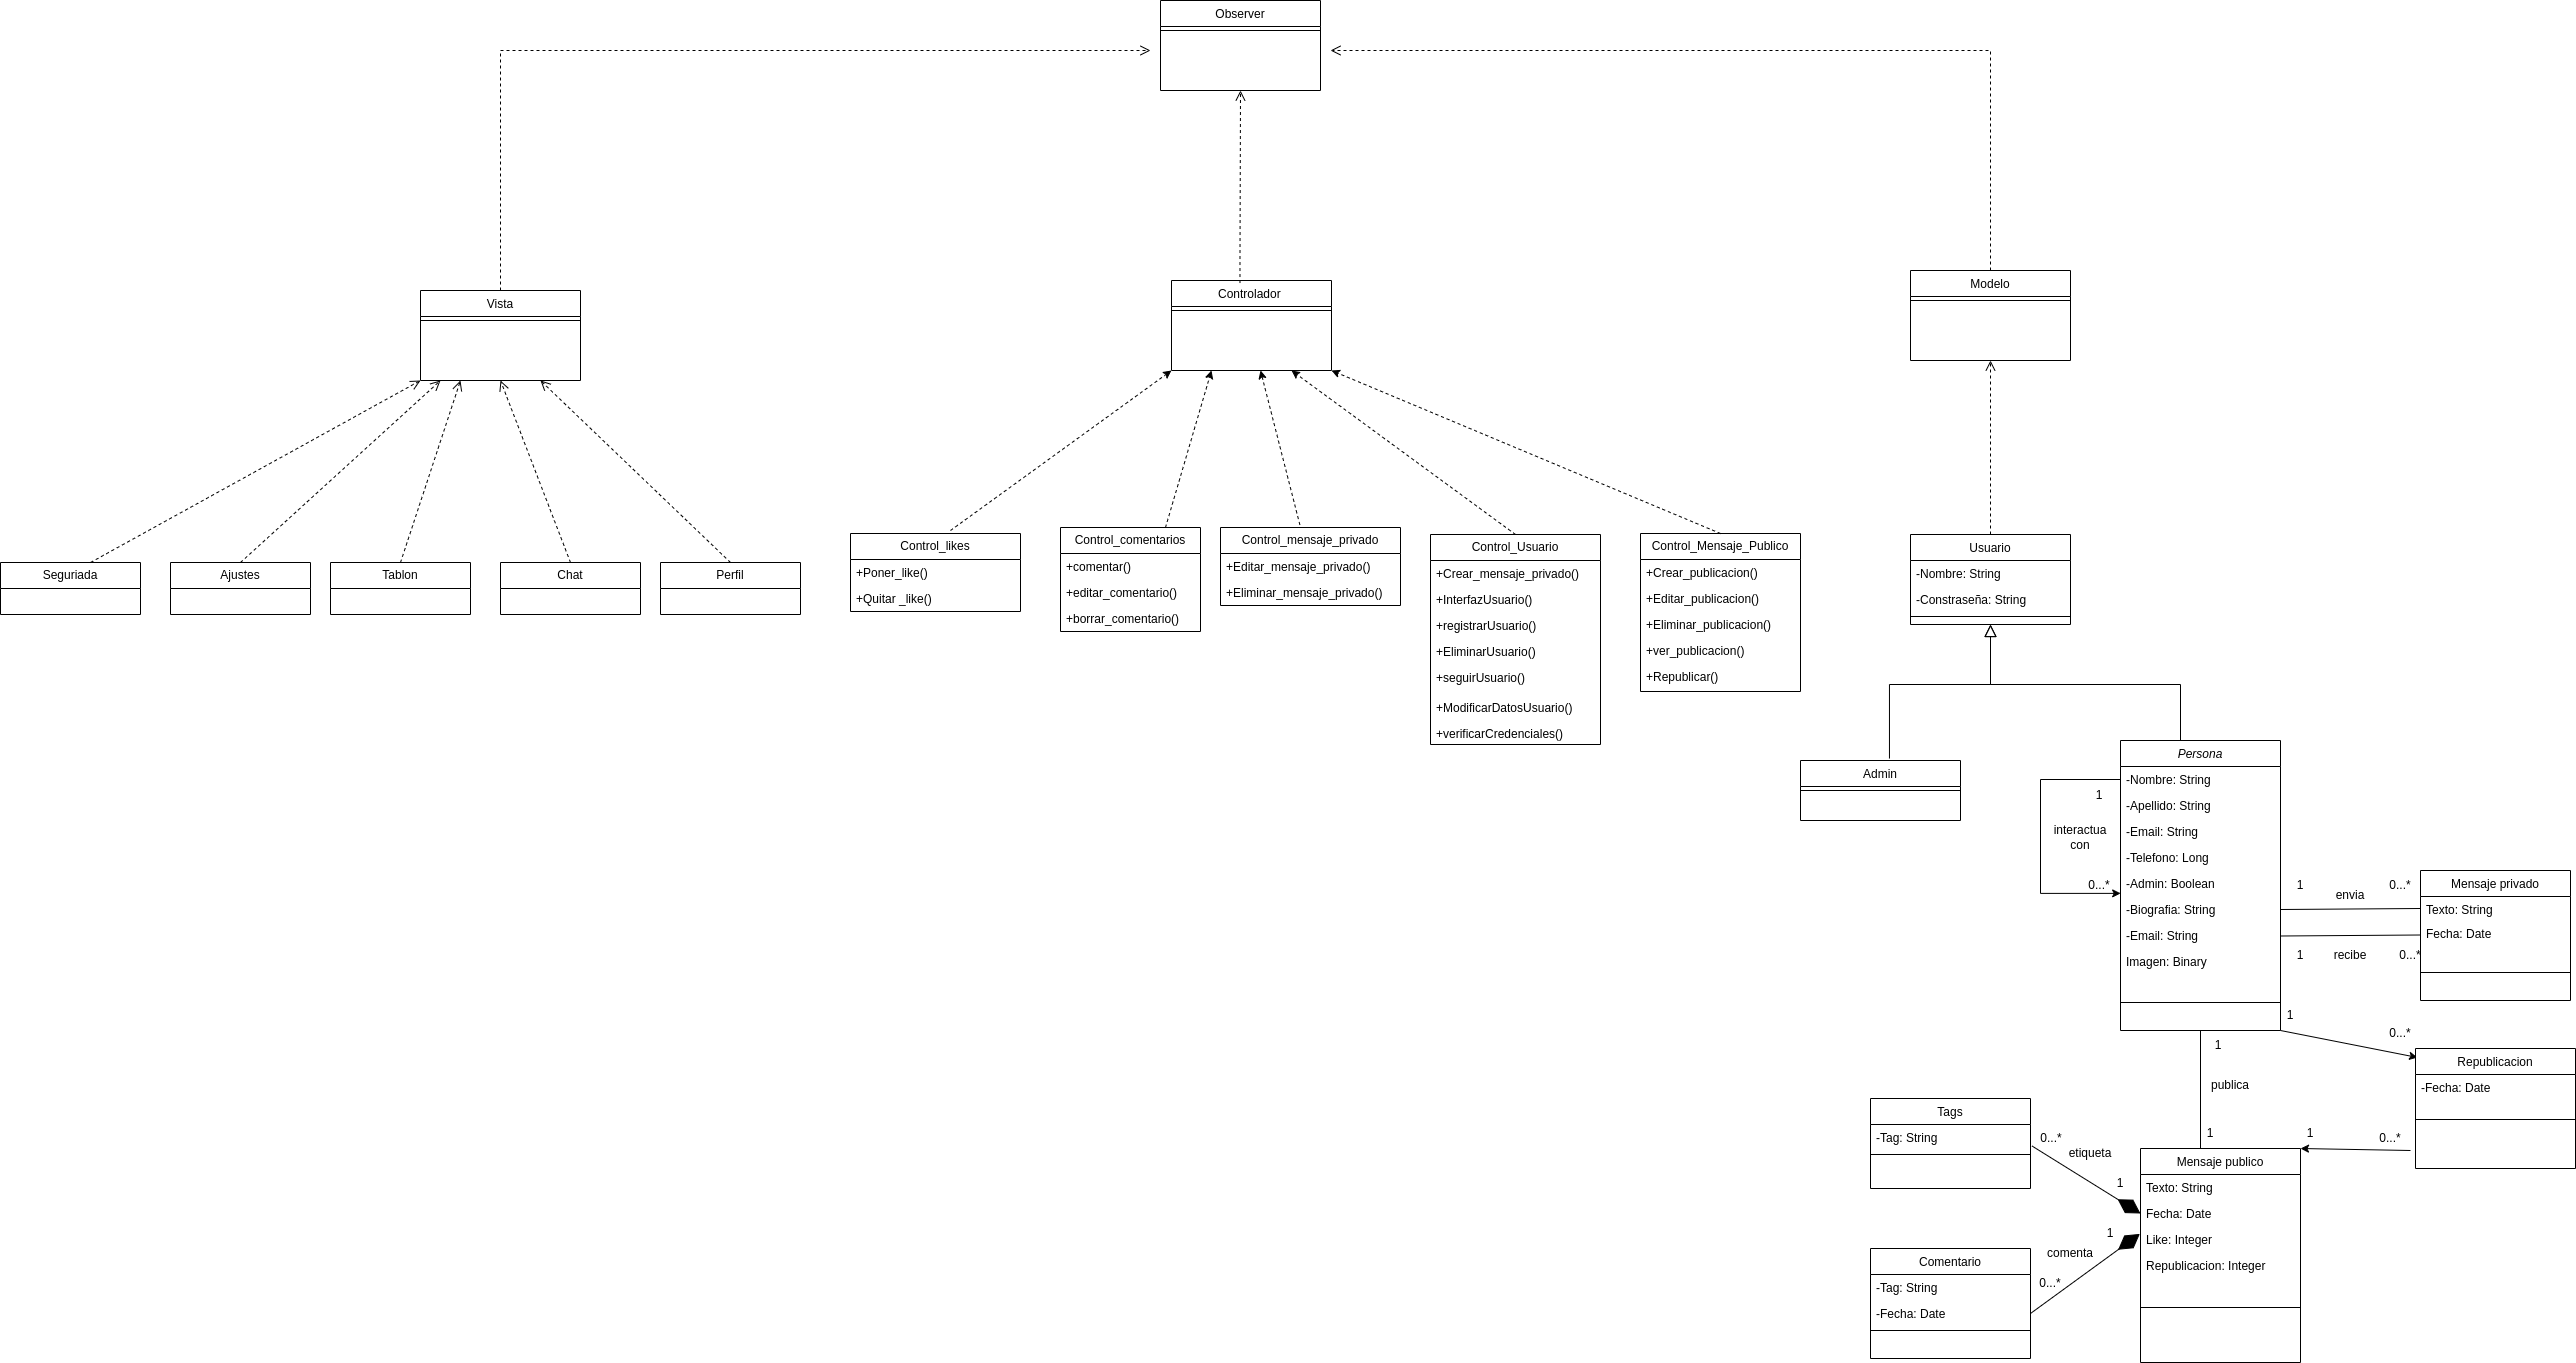 Observer
Vista
Controlador
Modelo
Seguriada
Ajustes
Tablon
Chat
Perfil
Control_likes
+Poner_like()
+Quitar _like()
Control_comentarios
+comentar()
+editar_comentario()
+borrar_comentario()
Control_mensaje_privado
+Editar_mensaje_privado()
+Eliminar_mensaje_privado()
Control_Usuario
+Crear_mensaje_privado()
+InterfazUsuario()
+registrarUsuario()
+EliminarUsuario()
+seguirUsuario()
+ModificarDatosUsuario()
+verificarCredenciales()
Control_Mensaje_Publico
+Crear_publicacion()
+Editar_publicacion()
+Eliminar_publicacion()
+ver_publicacion()
+Republicar()
Usuario
-Nombre: String
-Constraseña: String
Admin
Persona
-Nombre: String
-Apellido: String
-Email: String
-Telefono: Long
-Admin: Boolean
-Biografia: String
-Email: String
Imagen: Binary
1
interactua
con
0...*
1
envia
0...*
1
recibe
0...*
Mensaje privado
Texto: String
Fecha: Date
1
0...*
Republicacion
-Fecha: Date
1
publica
1
1
0...*
Tags
-Tag: String
0...*
etiqueta
1
Mensaje publico
Texto: String
Fecha: Date
Like: Integer
Republicacion: Integer
1
comenta
0...*
Comentario
-Tag: String
-Fecha: Date